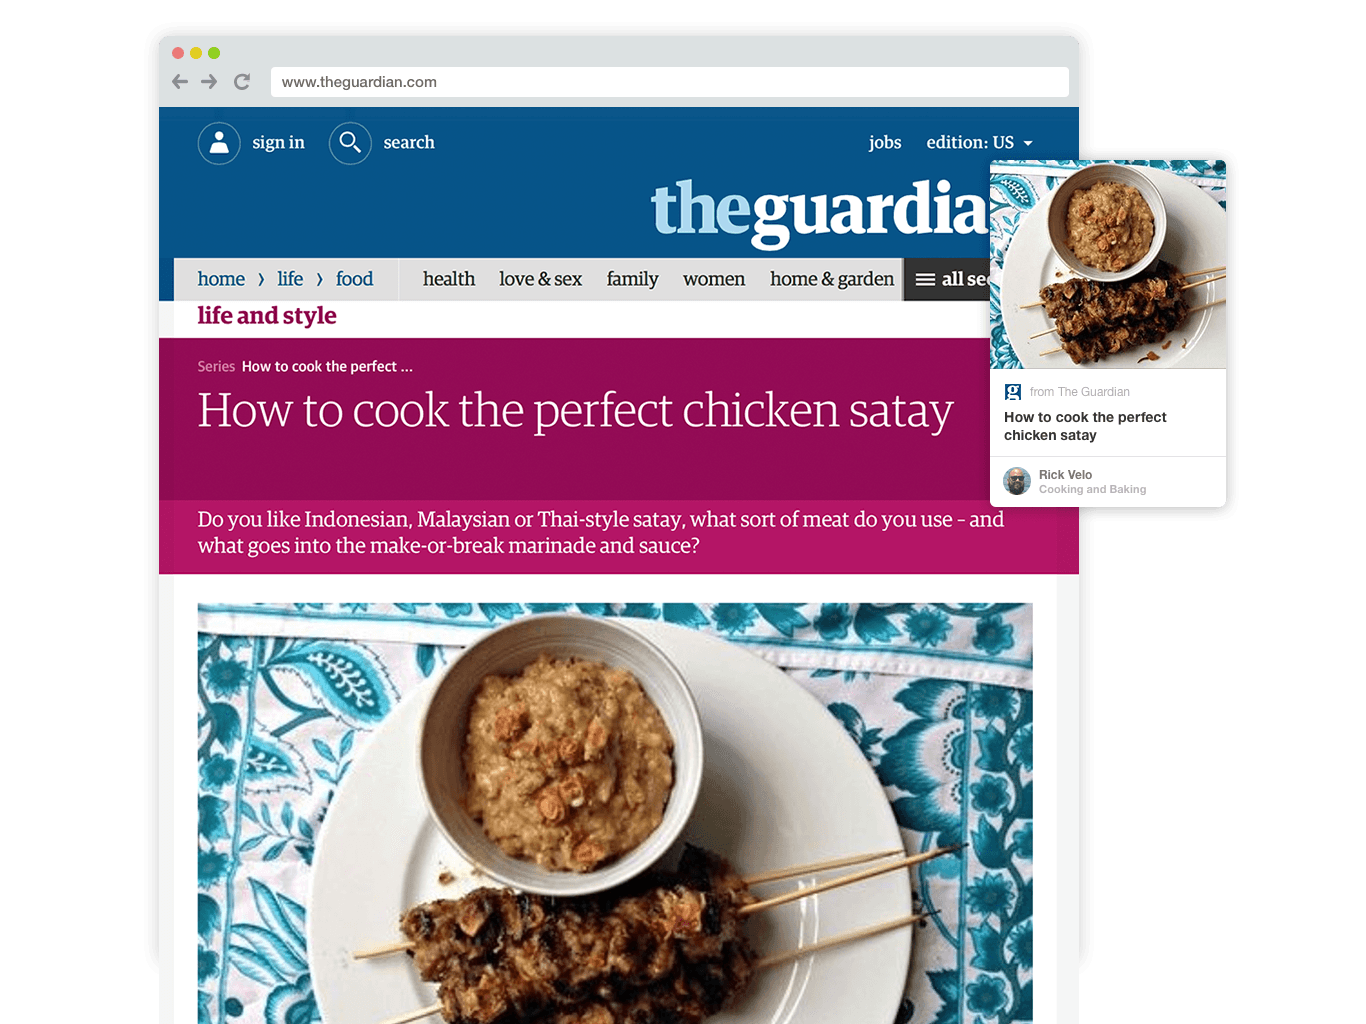 www.theguardian.com
sign in
search
jobs
edition: US
theguardia
home
life
food
health
love & sex
family
women
home & garden
all sec
life and style
Series How to cook the perfect ...
How to cook the perfect chicken satay
Do you like Indonesian, Malaysian or Thai-style satay, what sort of meat do you use – and
what goes into the make-or-break marinade and sauce?
g
from The Guardian
How to cook the perfect
chicken satay
Rick Velo
Cooking and Baking